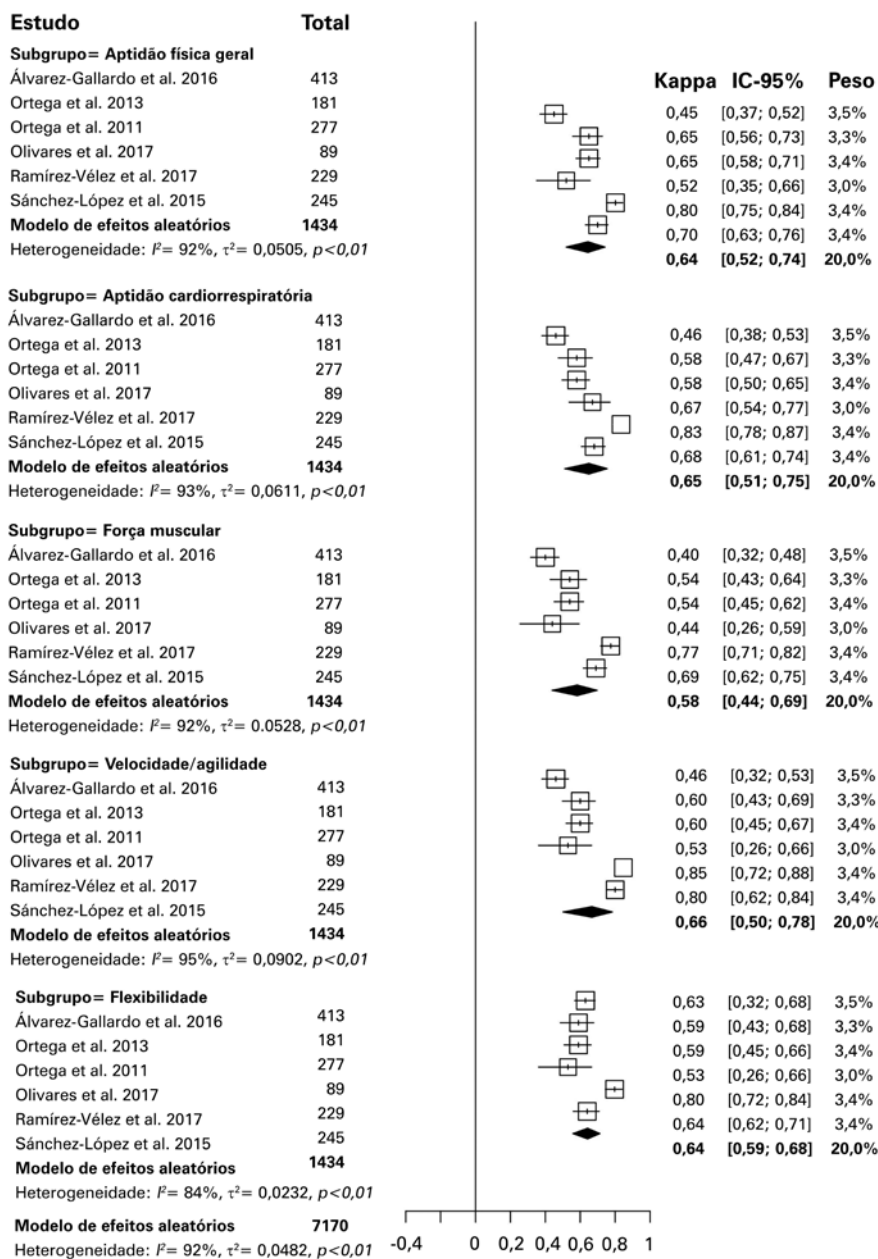 Estudo Total
Subgrupo= Aptidão física geral
Kappa IC-95% Peso
Álvarez-Gallardo et al. 2016 413 0,45 [0,37; 0,52] 3,5%
Ortega et al. 2013 181 0,65 [0,56; 0,73] 3,3%
Ortega et al. 2011 277 0,65 [0,58; 0,71] 3,4%
Olivares et al. 2017 89 0,52 [0,35; 0,66] 3,0%
Ramírez-Vélez et al. 2017 229 0,80 [0,75; 0,84] 3,4%
Sánchez-López et al. 2015 245 0,70 [0,63; 0,76] 3,4%
Modelo de efeitos aleatórios 1434 0,64 [0,52; 0,74] 20,0%
Heterogeneidade: I²= 92%, τ²= 0,0505, p<0,01
Subgrupo= Aptidão cardiorrespiratória
Álvarez-Gallardo et al. 2016 413 0,46 [0,38; 0,53] 3,5%
Ortega et al. 2013 181 0,58 [0,47; 0,67] 3,3%
Ortega et al. 2011 277 0,58 [0,50; 0,65] 3,4%
Olivares et al. 2017 89 0,67 [0,54; 0,77] 3,0%
Ramírez-Vélez et al. 2017 229 0,83 [0,78; 0,87] 3,4%
Sánchez-López et al. 2015 245 0,68 [0,61; 0,74] 3,4%
Modelo de efeitos aleatórios 1434 0,65 [0,51; 0,75] 20,0%
Heterogeneidade: I²= 93%, τ²= 0,0611, p<0,01
Subgrupo= Força muscular
Álvarez-Gallardo et al. 2016 413 0,40 [0,32; 0,48] 3,5%
Ortega et al. 2013 181 0,54 [0,43; 0,64] 3,3%
Ortega et al. 2011 277 0,54 [0,45; 0,62] 3,4%
Olivares et al. 2017 89 0,44 [0,26; 0,59] 3,0%
Ramírez-Vélez et al. 2017 229 0,77 [0,71; 0,82] 3,4%
Sánchez-López et al. 2015 245 0,69 [0,62; 0,75] 3,4%
Modelo de efeitos aleatórios 1434 0,58 [0,44; 0,69] 20,0%
Heterogeneidade: I²= 92%, τ²= 0.0528, p<0,01
Subgrupo= Velocidade/agilidade
Álvarez-Gallardo et al. 2016 413 0,46 [0,32; 0,53] 3,5%
Ortega et al. 2013 181 0,60 [0,43; 0,69] 3,3%
Ortega et al. 2011 277 0,60 [0,45; 0,67] 3,4%
Olivares et al. 2017 89 0,53 [0,26; 0,66] 3,0%
Ramírez-Vélez et al. 2017 229 0,85 [0,72; 0,88] 3,4%
Sánchez-López et al. 2015 245 0,80 [0,62; 0,84] 3,4%
Modelo de efeitos aleatórios 1434 0,66 [0,50; 0,78] 20,0%
Heterogeneidade: I²= 95%, τ²= 0,0902, p<0,01
Subgrupo= Flexibilidade
Álvarez-Gallardo et al. 2016 413 0,63 [0,32; 0,68] 3,5%
Ortega et al. 2013 181 0,59 [0,43; 0,68] 3,3%
Ortega et al. 2011 277 0,59 [0,45; 0,66] 3,4%
Olivares et al. 2017 89 0,53 [0,26; 0,66] 3,0%
Ramírez-Vélez et al. 2017 229 0,80 [0,72; 0,84] 3,4%
Sánchez-López et al. 2015 245 0,64 [0,62; 0,71] 3,4%
Modelo de efeitos aleatórios 1434 0,64 [0,59; 0,68] 20,0%
Heterogeneidade: I²= 84%, τ²= 0,0232, p<0,01
Modelo de efeitos aleatórios 7170
Heterogeneidade: I²= 92%, τ²= 0,0482, p<0,01
-0,4 0 0,2 0,4 0,6 0,8 1